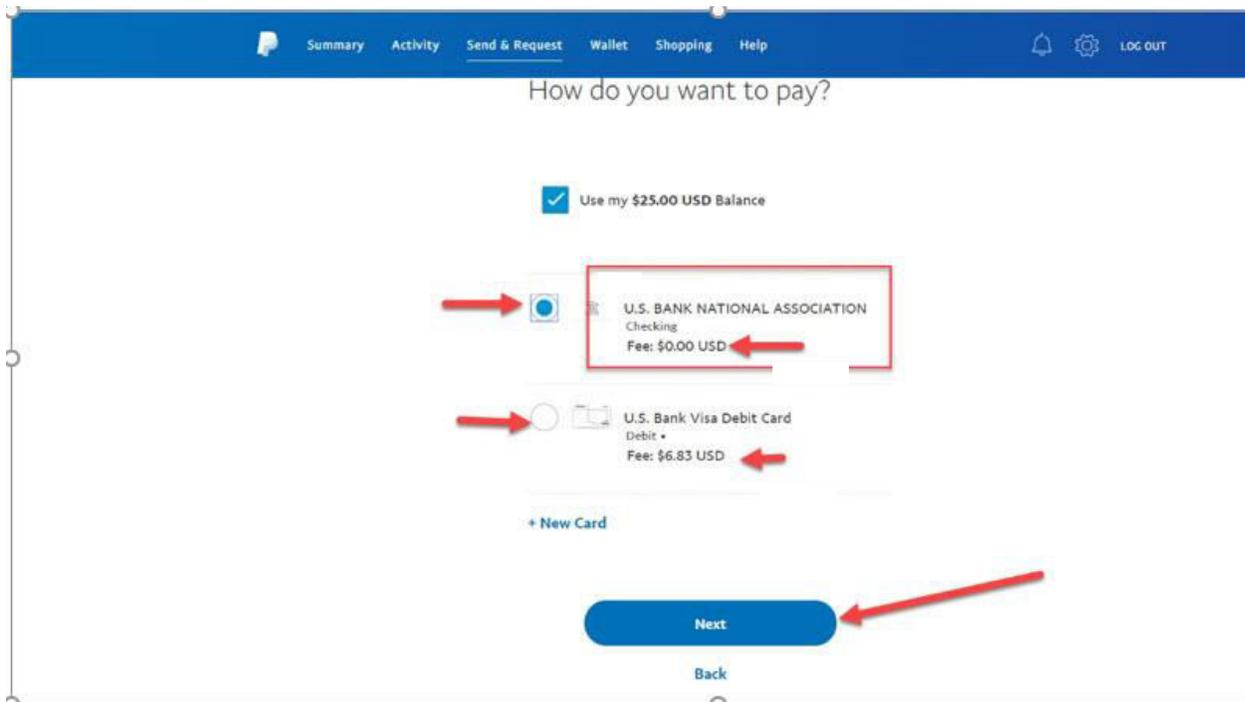 Summary Activity Send & Request Wallet Shopping Help LOG OUT
How do you want to pay?
Use my $25.00 USD Balance
U.S. BANK NATIONAL ASSOCIATION
Checking
Fee: $0.00 USD
U.S. Bank Visa Debit Card
Debit •
Fee: $6.83 USD
+ New Card
Next
Back